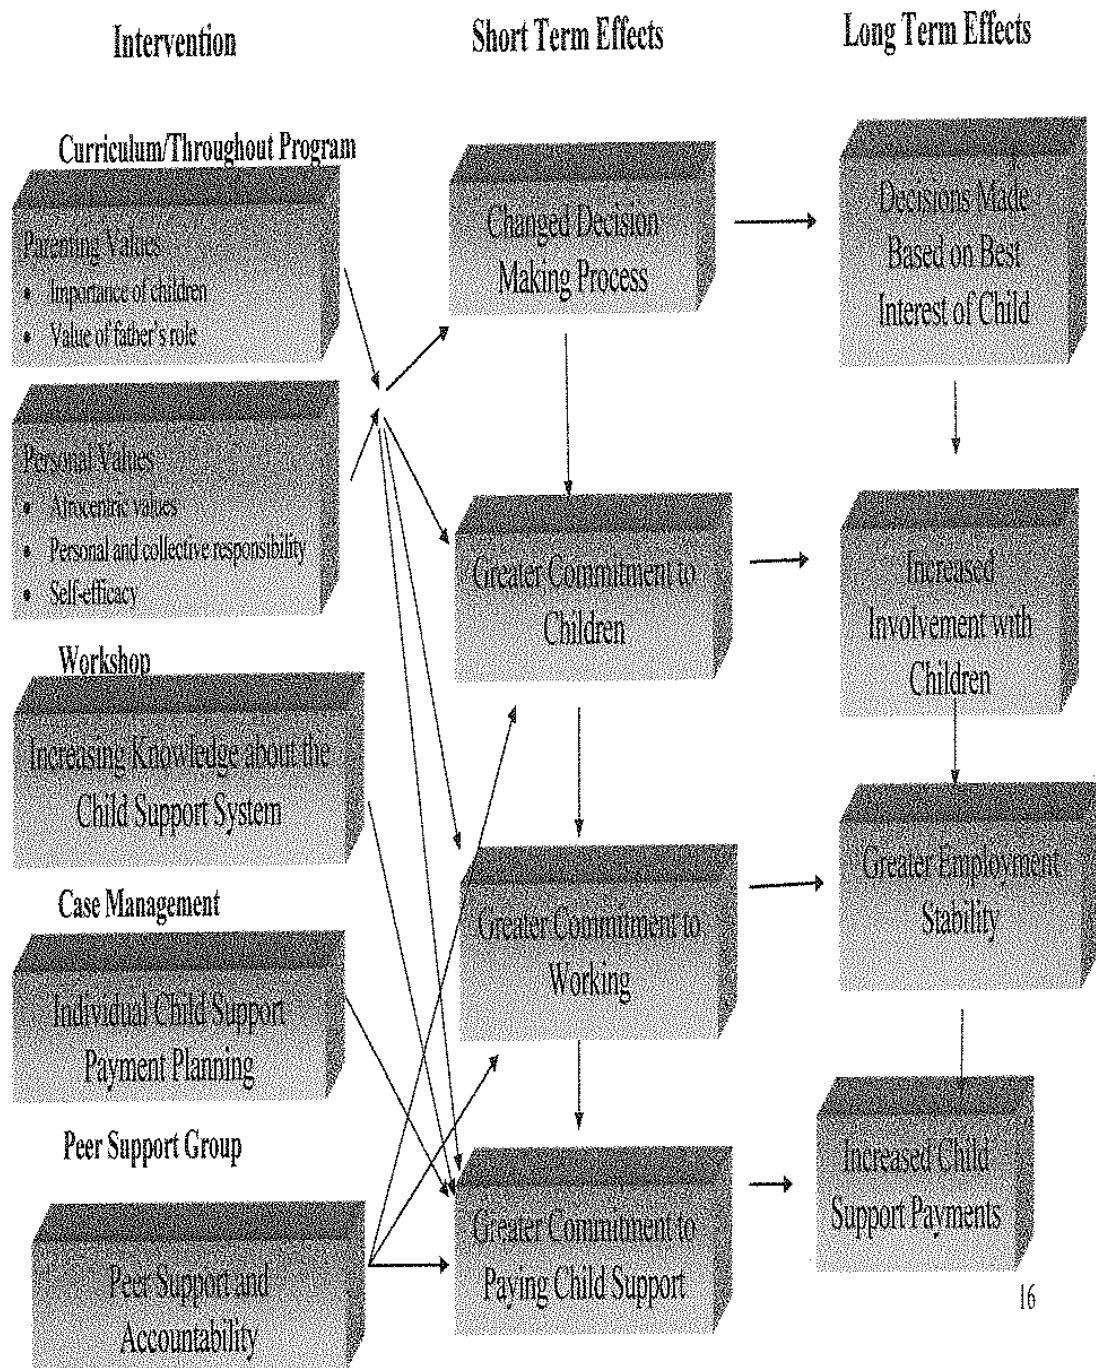 Intervention
Short Term Effects
Long Term Effects
Curriculum/Throughout Program
Parenting Values
• Importance of children
• Value of father's role
Personal Values
• Afrocentric values
• Personal and collective responsibility
• Self-efficacy
Workshop
Increasing Knowledge about the
Child Support System
Case Management
Individual Child Support
Payment Planning
Peer Support Group
Peer Support and
Accountability
Changed Decision
Making Process
Greater Commitment to
Children
Greater Commitment to
Working
Greater Commitment to
Paying Child Support
Decisions Made
Based on Best
Interest of Child
Increased
Involvement with
Children
Greater Employment
Stability
Increased Child
Support Payments
16